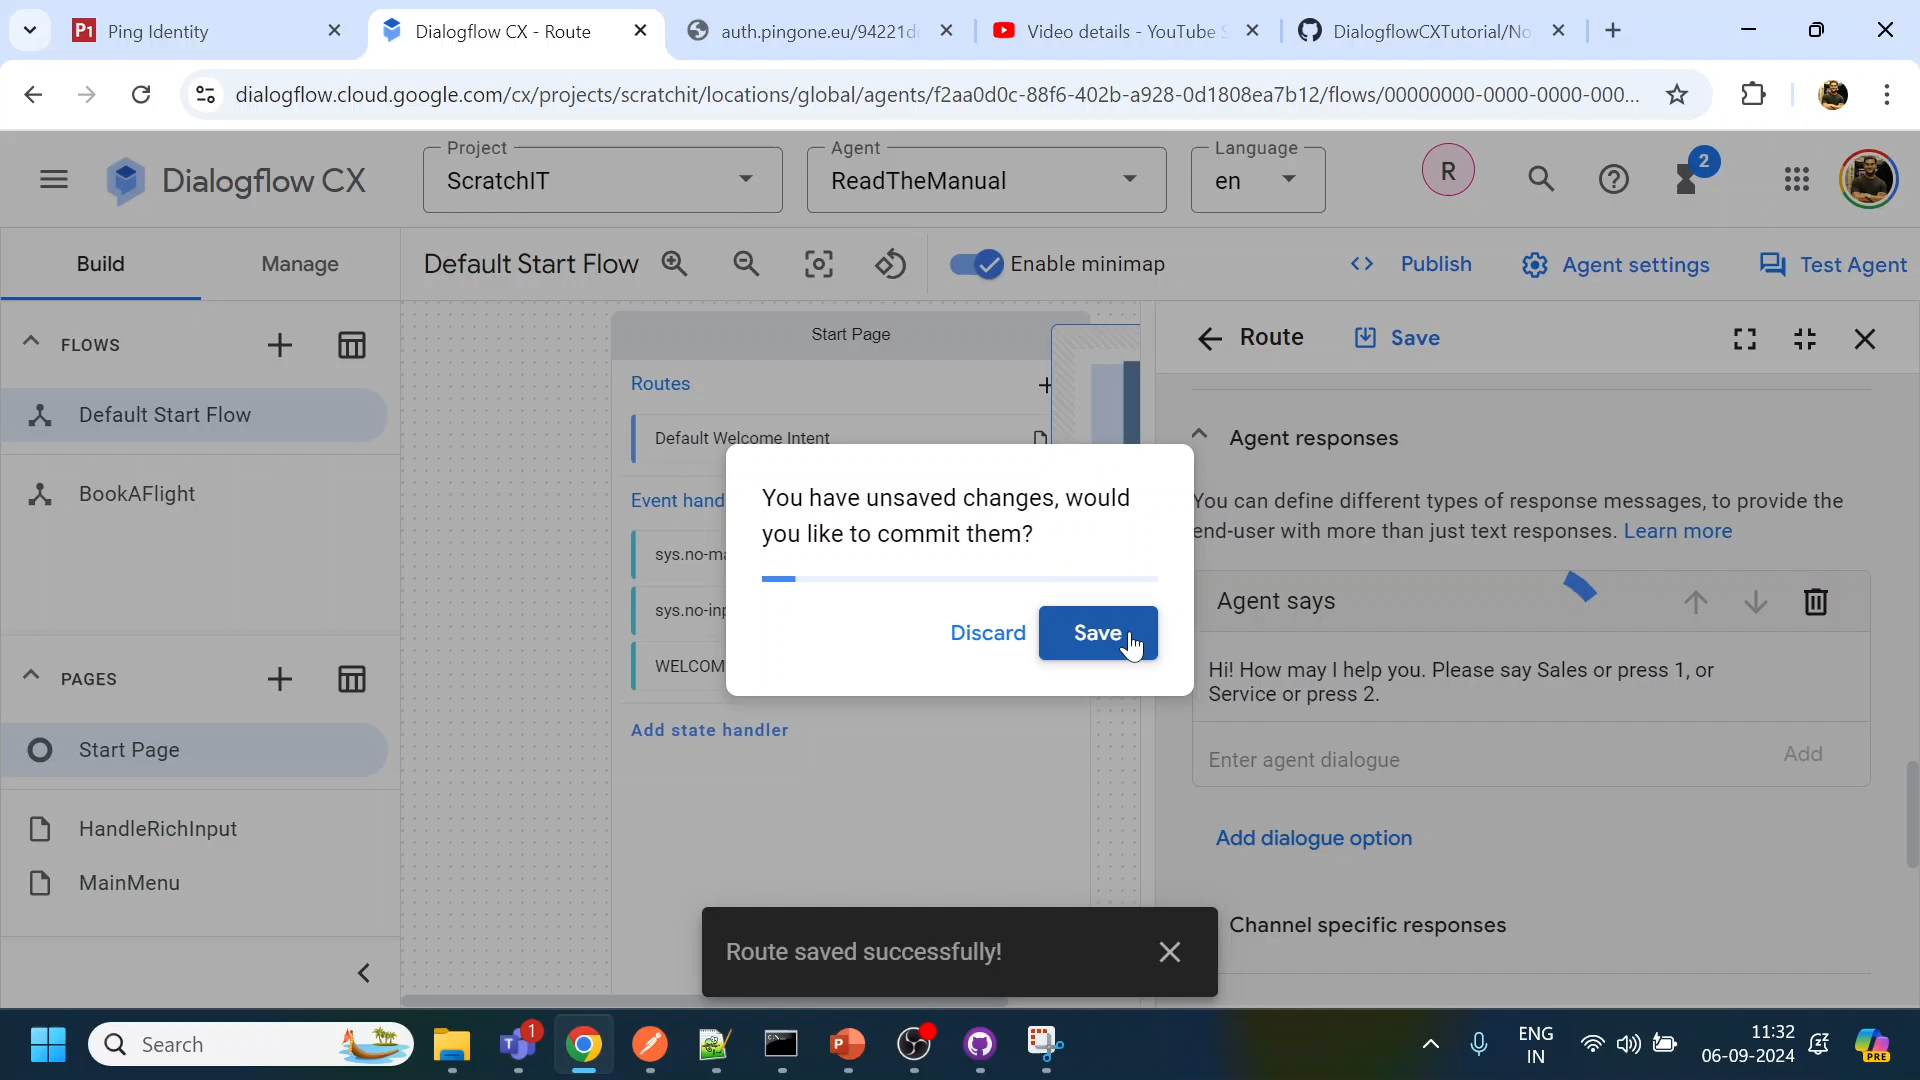 Ping Identity
Dialogflow CX - Route
auth.pingone.eu/94221d
Video details - YouTube S
DialogflowCXTutorial/No
dialogflow.cloud.google.com/cx/projects/scratchit/locations/global/agents/f2aa0d0c-88f6-402b-a928-0d1808ea7b12/flows/00000000-0000-0000-000...
Dialogflow CX
Project
ScratchIT
Agent
ReadTheManual
Language
en
R
2
Build
Manage
Default Start Flow
Enable minimap
Publish
Agent settings
Test Agent
FLOWS
Default Start Flow
BookAFlight
PAGES
Start Page
HandleRichInput
MainMenu
Start Page
Routes
Default Welcome Intent
Event hand
sys.no-ma
sys.no-inp
WELCOM
Add state handler
You have unsaved changes, would
you like to commit them?
Discard
Save
Route saved successfully!
Route
Save
Agent responses
You can define different types of response messages, to provide the
end-user with more than just text responses. Learn more
Agent says
Hi! How may I help you. Please say Sales or press 1, or
Service or press 2.
Enter agent dialogue
Add
Add dialogue option
Channel specific responses
Search
1
ENG
IN
11:32
06-09-2024
PRE